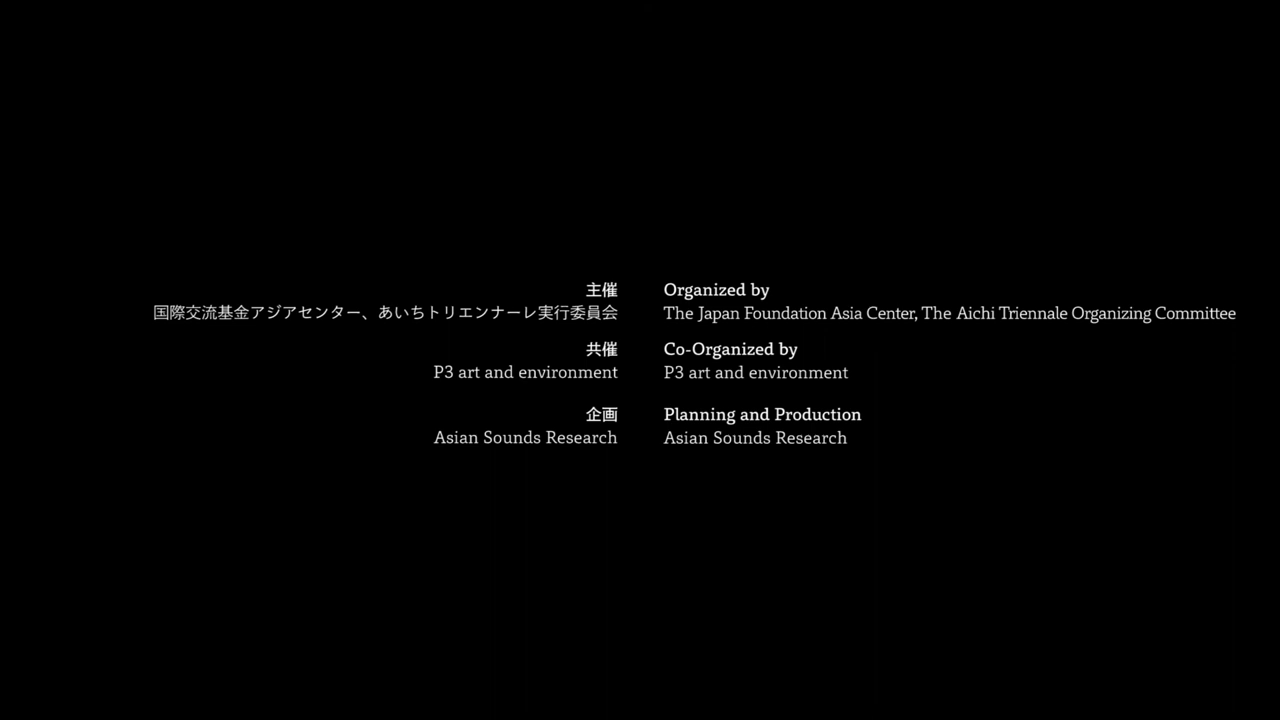 主催
国際交流基金アジアセンター、あいちトリエンナーレ実行委員会
共催
P3 art and environment
企画
Asian Sounds Research
Organized by
The Japan Foundation Asia Center, The Aichi Triennale Organizing Committee
Co-Organized by
P3 art and environment
Planning and Production
Asian Sounds Research